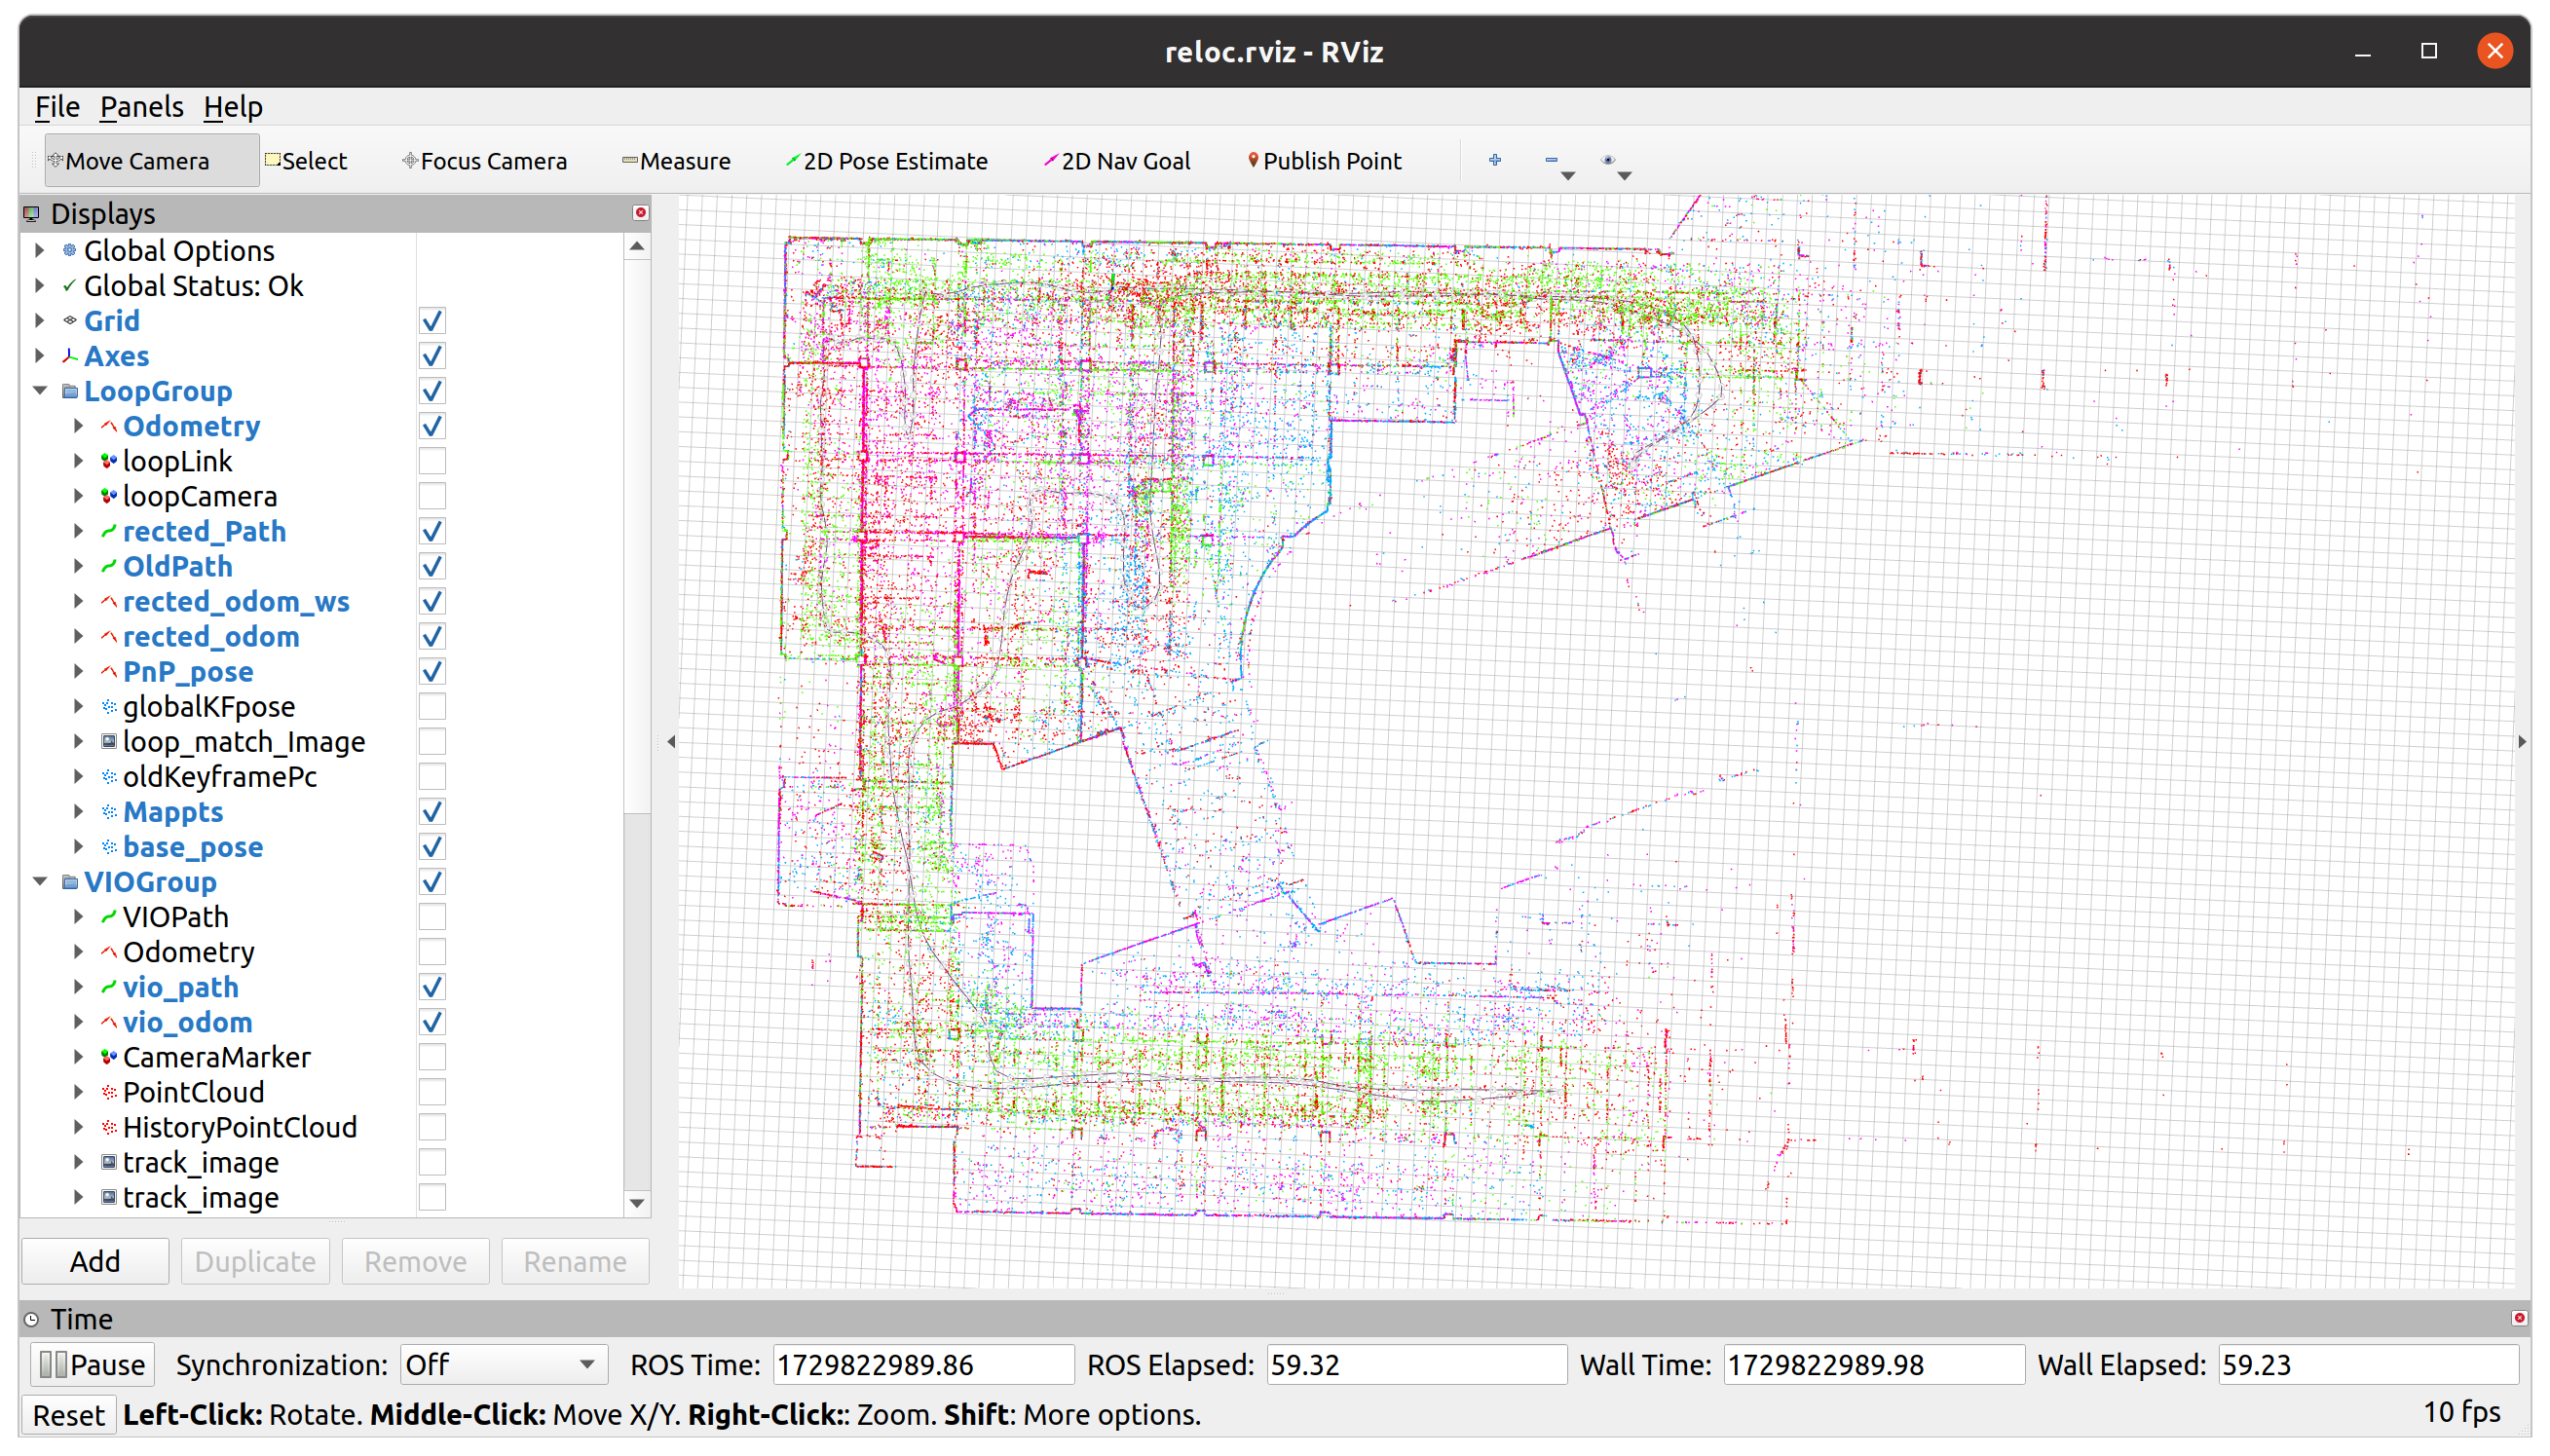 reloc.rviz - RViz
File Panels Help
Move Camera Select Focus Camera Measure 2D Pose Estimate 2D Nav Goal Publish Point
Displays
Global Options
Global Status: Ok
Grid
Axes
LoopGroup
Odometry
loopLink
loopCamera
rected_Path
OldPath
rected_odom_ws
rected_odom
PnP_pose
globalKFpose
loop_match_Image
oldKeyframePc
Mappts
base_pose
VIOGroup
VIOPath
Odometry
vio_path
vio_odom
CameraMarker
PointCloud
HistoryPointCloud
track_image
track_image
Add Duplicate Remove Rename
Time
Pause Synchronization: Off ROS Time: 1729822989.86 ROS Elapsed: 59.32 Wall Time: 1729822989.98 Wall Elapsed: 59.23
Reset Left-Click: Rotate. Middle-Click: Move X/Y. Right-Click:: Zoom. Shift: More options. 10 fps